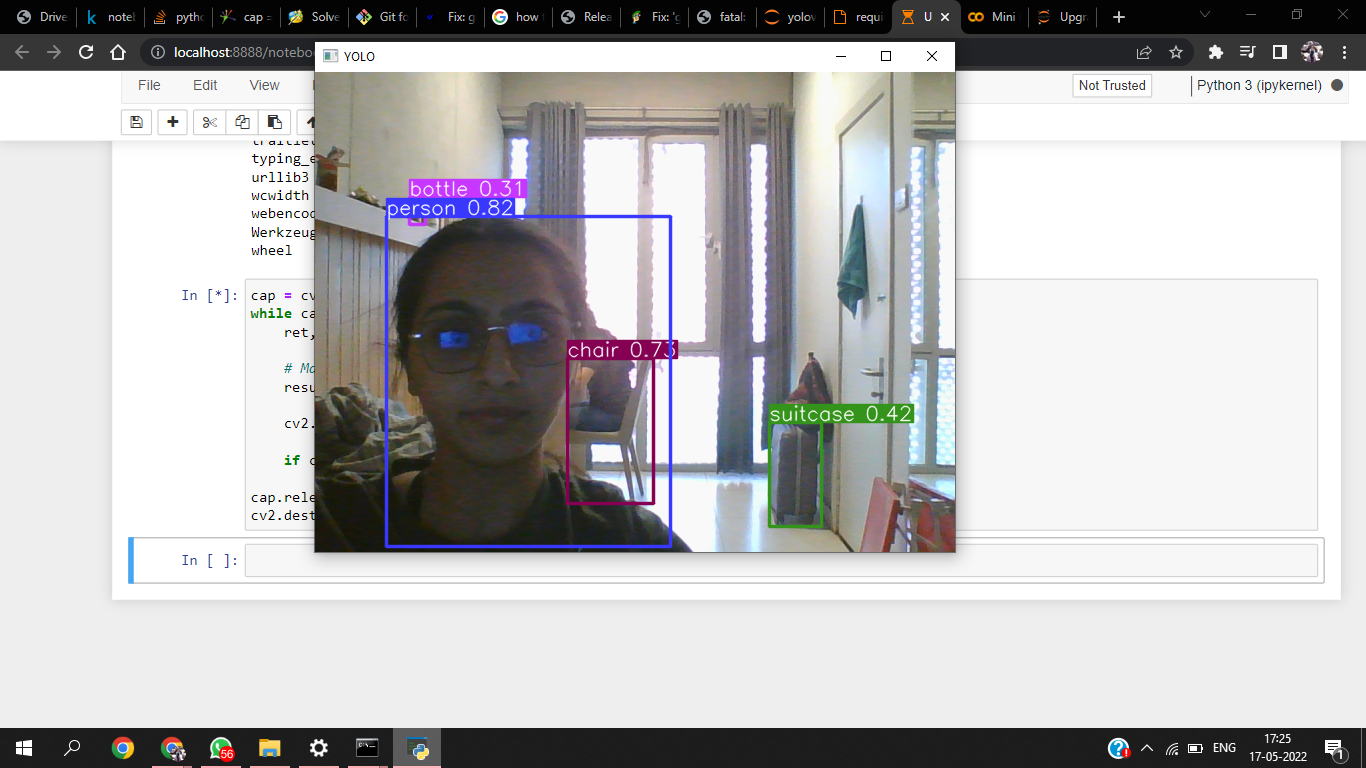 Drive
noteb
pytho
cap =
Solve
Git fo
Fix: g
how t
Relea
Fix: 'g
fatal:
yolov
requi
U
Mini
Upgra
localhost:8888/notebo
YOLO
File Edit View
Not Trusted
Python 3 (ipykernel)
typing_e
urllib3
wcwidth
webencod
Werkzeug
wheel
bottle 0.31
person 0.82
chair 0.73
suitcase 0.42
In [*]:
cap = cv
while ca
ret,
# Ma
resu
cv2.
if c
cap.rele
cv2.dest
In [ ]:
56
ENG
17:25
17-05-2022
1